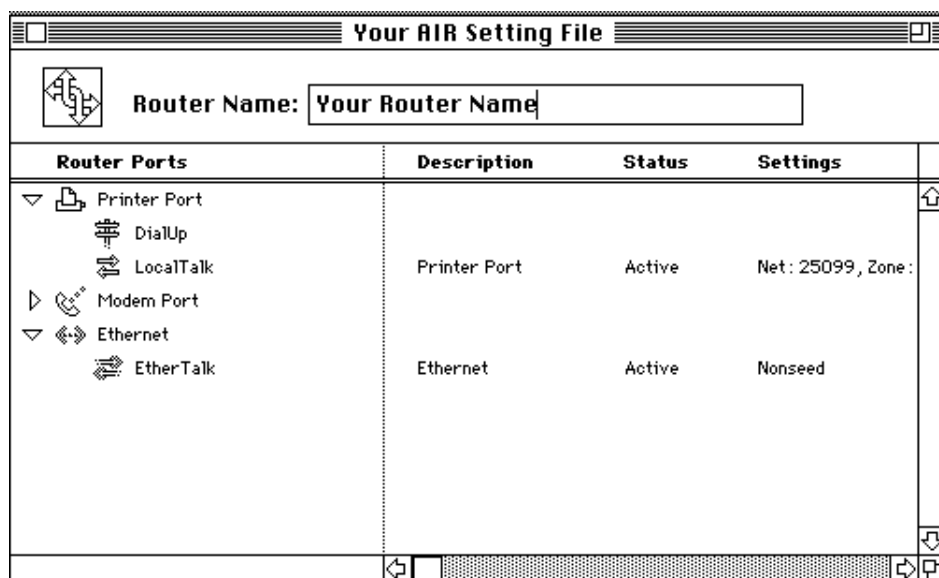 Your AIR Setting File
Router Name: Your Router Name
Router Ports Description Status Settings
Printer Port
DialUp
LocalTalk Printer Port Active Net: 25099, Zone:
Modem Port
Ethernet
EtherTalk Ethernet Active Nonseed